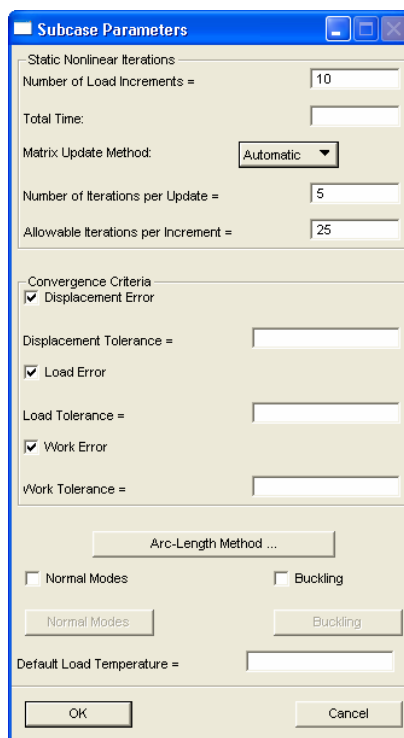 Subcase Parameters
Static Nonlinear Iterations
Number of Load Increments = 10
Total Time:
Matrix Update Method: Automatic
Number of Iterations per Update = 5
Allowable Iterations per Increment = 25
Convergence Criteria
Displacement Error
Displacement Tolerance =
Load Error
Load Tolerance =
Work Error
Work Tolerance =
Arc-Length Method ...
Normal Modes Buckling
Normal Modes Buckling
Default Load Temperature =
OK Cancel